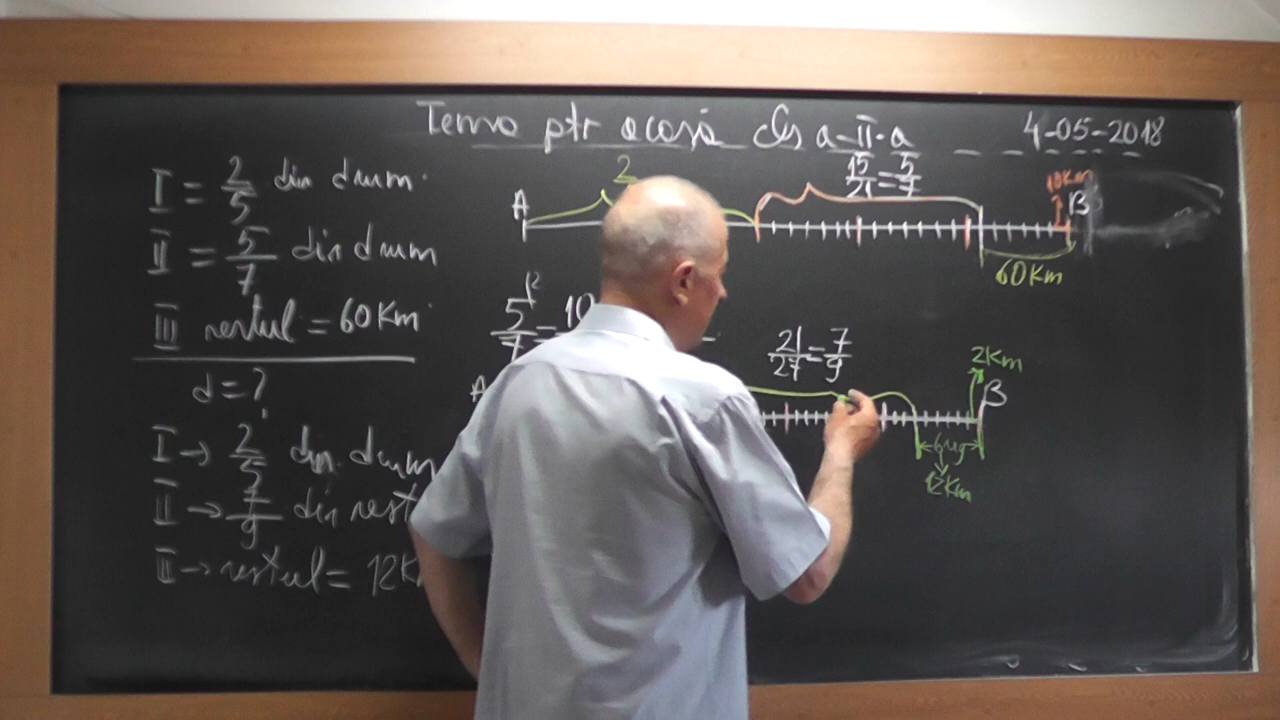 Tema ptr acasă cls a-II-a 4-05-2018
I = 2/5 din drum
II = 5/7 din drum
III restul = 60 Km
d = ?
I → 2/5 din drum
II → 7/9 din rest
III → restul = 12 K
2
15/21 = 5/7
10 Km
A
B
60 Km
5/7 = 10
A
21/27 = 7/9
2 Km
B
12 Km